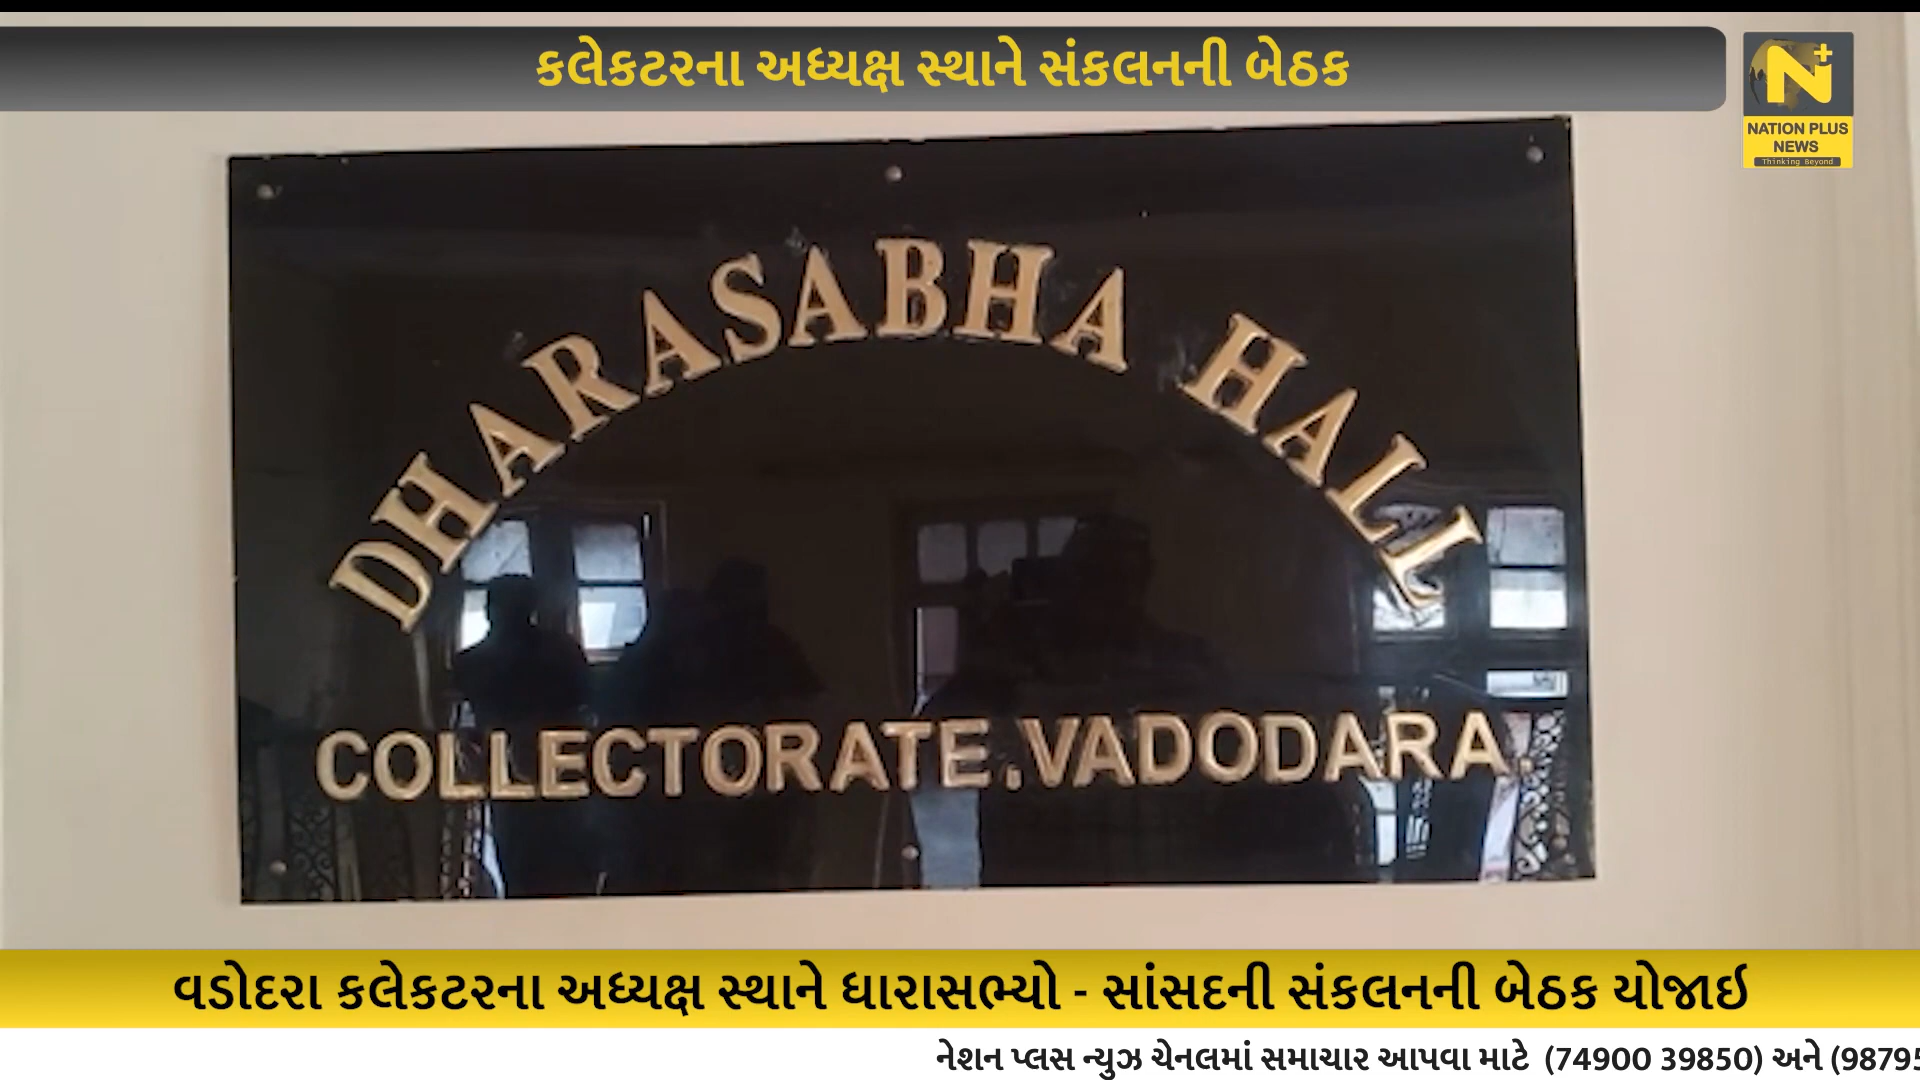 કલેકટરના અધ્યક્ષ સ્થાને સંકલનની બેઠક
N+
NATION PLUS
NEWS
Thinking Beyond
DHARASABHA HALL
COLLECTORATE.VADODARA
વડોદરા કલેકટરના અધ્યક્ષ સ્થાને ધારાસભ્યો - સાંસદની સંકલનની બેઠક યોજાઇ
નેશન પ્લસ ન્યુઝ ચેનલમાં સમાચાર આપવા માટે (74900 39850) અને (9879